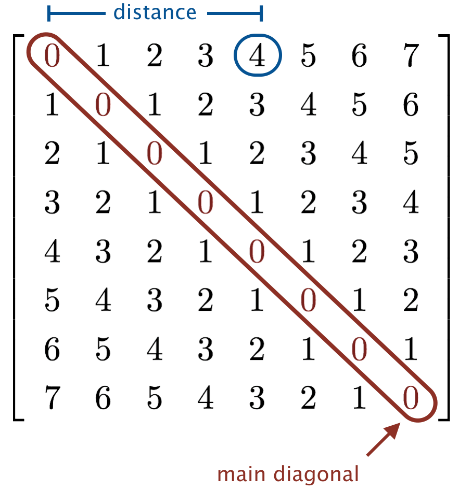 distance
0 1 2 3 4 5 6 7
1 0 1 2 3 4 5 6
2 1 0 1 2 3 4 5
3 2 1 0 1 2 3 4
4 3 2 1 0 1 2 3
5 4 3 2 1 0 1 2
6 5 4 3 2 1 0 1
7 6 5 4 3 2 1 0
main diagonal